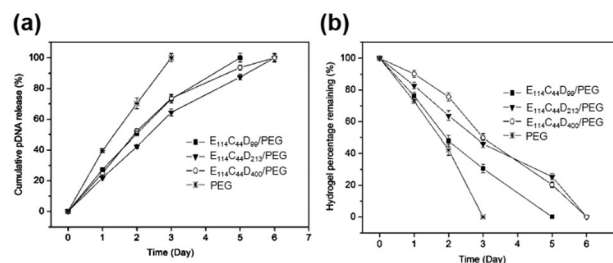 (a)
Cumulative pDNA release (%)
100
80
60
40
20
0
E114C44D99/PEG
E114C44D213/PEG
E114C44D400/PEG
PEG
0 1 2 3 4 5 6 7
Time (Day)
(b)
Hydrogel percentage remaining (%)
100
80
60
40
20
0
E114C44D99/PEG
E114C44D213/PEG
E114C44D400/PEG
PEG
0 1 2 3 4 5 6
Time (Day)